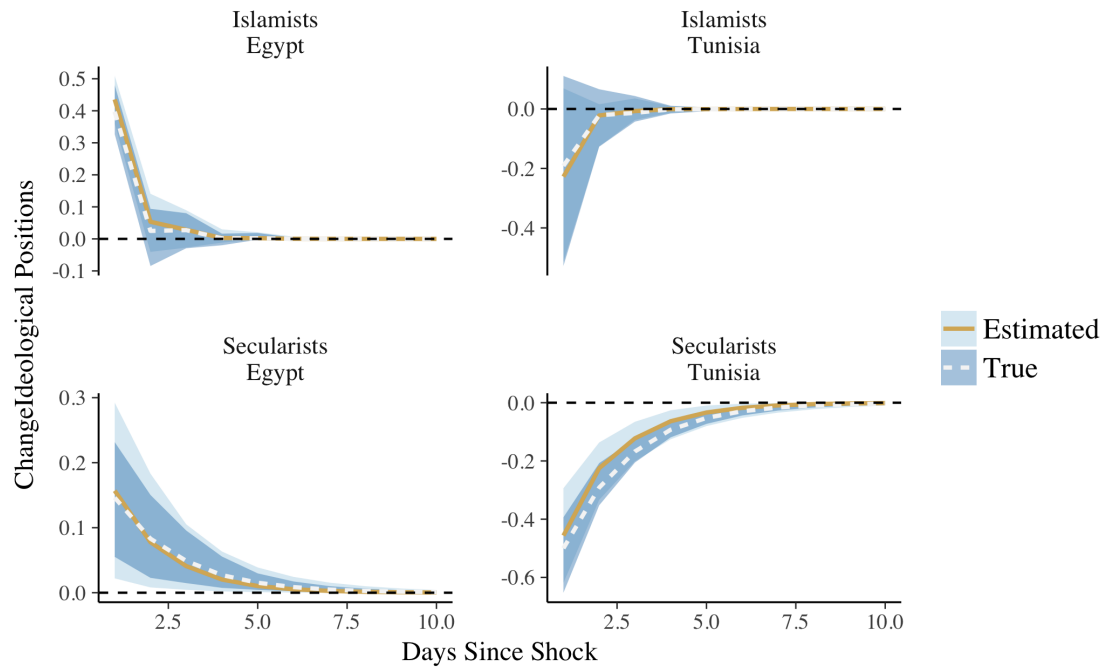 Islamists
Egypt
Islamists
Tunisia
0.5
0.4
0.3
0.2
0.1
0.0
-0.1
0.0
-0.2
-0.4
ChangeIdeological Positions
Secularists
Egypt
Secularists
Tunisia
0.3
0.2
0.1
0.0
0.0
-0.2
-0.4
-0.6
2.5
5.0
7.5
10.0
2.5
5.0
7.5
10.0
Days Since Shock
Estimated
True